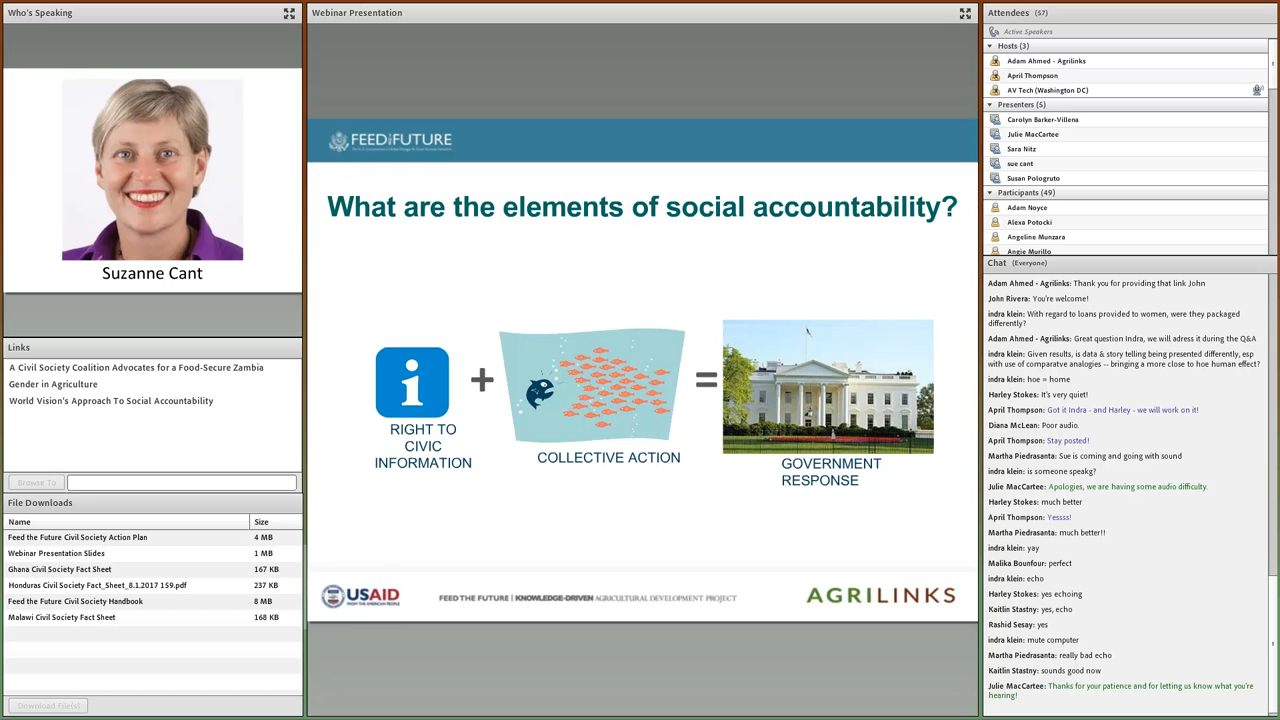 Who's Speaking
Suzanne Cant
Links
A Civil Society Coalition Advocates for a Food-Secure Zambia
Gender in Agriculture
World Vision's Approach To Social Accountability
Browse To
File Downloads
Name Size
Feed the Future Civil Society Action Plan 4 MB
Webinar Presentation Slides 1 MB
Ghana Civil Society Fact Sheet 167 KB
Honduras Civil Society Fact_Sheet_8.1.2017 159.pdf 237 KB
Feed the Future Civil Society Handbook 8 MB
Malawi Civil Society Fact Sheet 168 KB
Download File(s)
Webinar Presentation
FEED THE FUTURE
What are the elements of social accountability?
i
+
=
RIGHT TO
CIVIC
INFORMATION
COLLECTIVE ACTION
GOVERNMENT
RESPONSE
USAID
FROM THE AMERICAN PEOPLE
FEED THE FUTURE | KNOWLEDGE-DRIVEN AGRICULTURAL DEVELOPMENT PROJECT
AGRILINKS
Attendees (57)
Active Speakers
Hosts (3)
Adam Ahmed - Agrilinks
April Thompson
AV Tech (Washington DC)
Presenters (5)
Carolyn Barker-Villena
Julie MacCartee
Sara Nitz
sue cant
Susan Pologruto
Participants (49)
Adam Noyce
Alexa Potocki
Angeline Munzara
Angie Murillo
Chat (Everyone)
Adam Ahmed - Agrilinks: Thank you for providing that link John
John Rivera: You're welcome!
indra klein: With regard to loans provided to women, were they packaged
differently?
Adam Ahmed - Agrilinks: Great question Indra, we will adress it during the Q&A
indra klein: Given results, is data & story telling being presented differently, esp
with use of comparatve analogies -- bringing a more close to hoe human effect?
indra klein: hoe = home
Harley Stokes: It's very quiet!
April Thompson: Got it Indra - and Harley - we will work on it!
Diana McLean: Poor audio.
April Thompson: Stay posted!
Martha Piedrasanta: Sue is coming and going with sound
indra klein: is someone speakg?
Julie MacCartee: Apologies, we are having some audio difficulty.
Harley Stokes: much better
April Thompson: Yessss!
Martha Piedrasanta: much better!!
indra klein: yay
Malika Bounfour: perfect
indra klein: echo
Harley Stokes: yes echoing
Kaitlin Stastny: yes, echo
Rashid Sesay: yes
indra klein: mute computer
Martha Piedrasanta: really bad echo
Kaitlin Stastny: sounds good now
Julie MacCartee: Thanks for your patience and for letting us know what you're
hearing!